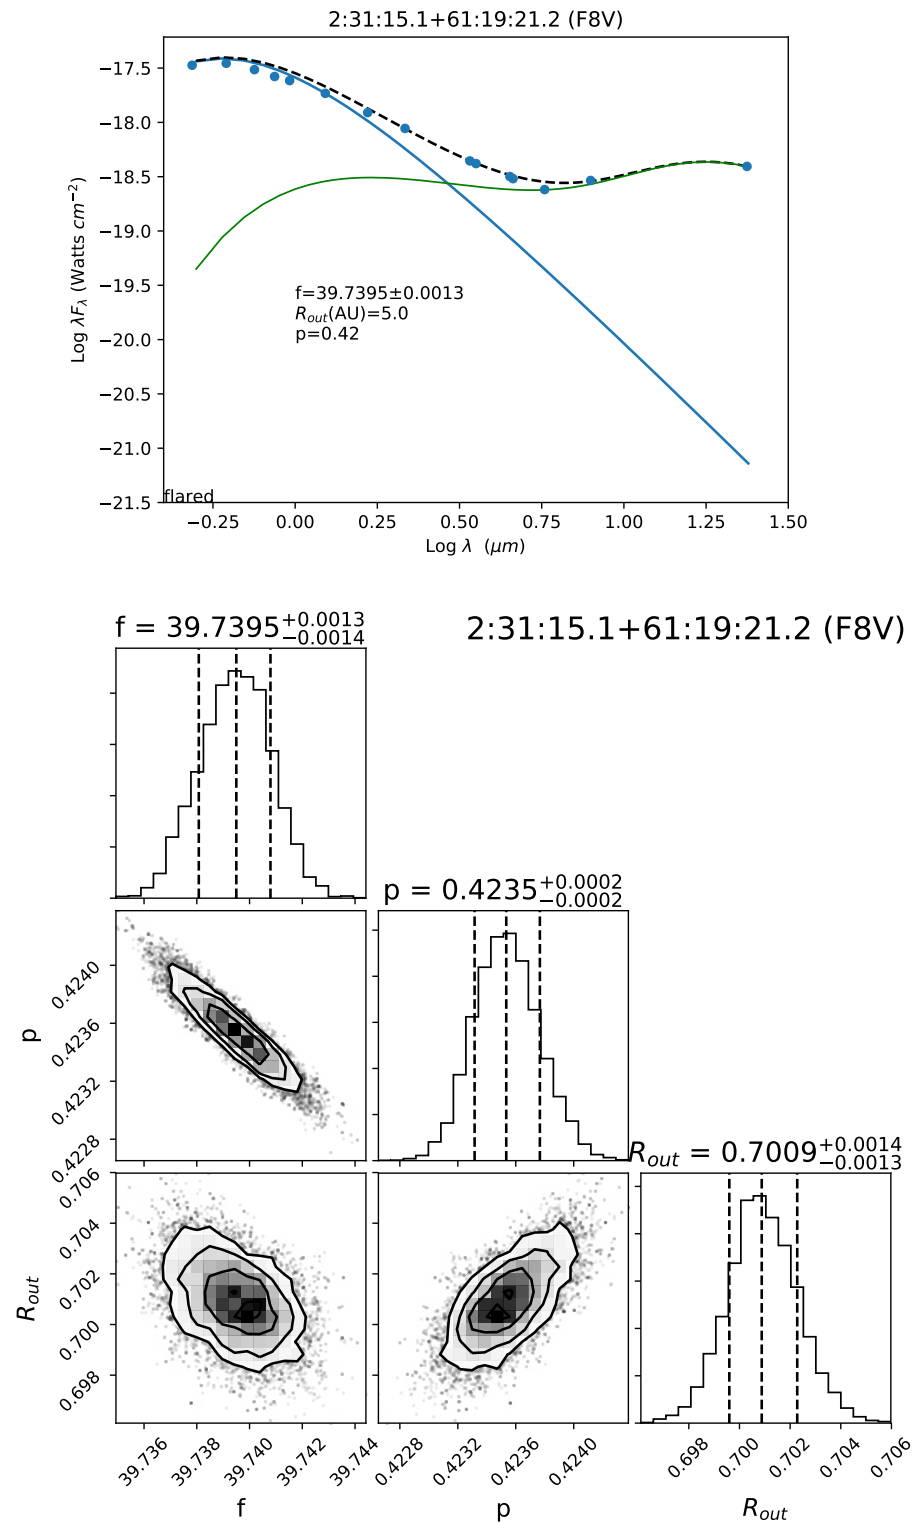 2:31:15.1+61:19:21.2 (F8V)
Log λF_λ (Watts cm^−2)
−17.5
−18.0
−18.5
−19.0
−19.5
−20.0
−20.5
−21.0
−21.5
f=39.7395±0.0013
R_out(AU)=5.0
p=0.42
flared
−0.25 0.00 0.25 0.50 0.75 1.00 1.25 1.50
Log λ (μm)
f = 39.7395 +0.0013 −0.0014
2:31:15.1+61:19:21.2 (F8V)
p = 0.4235 +0.0002 −0.0002
p
0.4240
0.4236
0.4232
0.4228
R_out = 0.7009 +0.0014 −0.0013
R_out
0.706
0.704
0.702
0.700
0.698
39.736 39.738 39.740 39.742 39.744
f
0.4228 0.4232 0.4236 0.4240
p
0.698 0.700 0.702 0.704 0.706
R_out